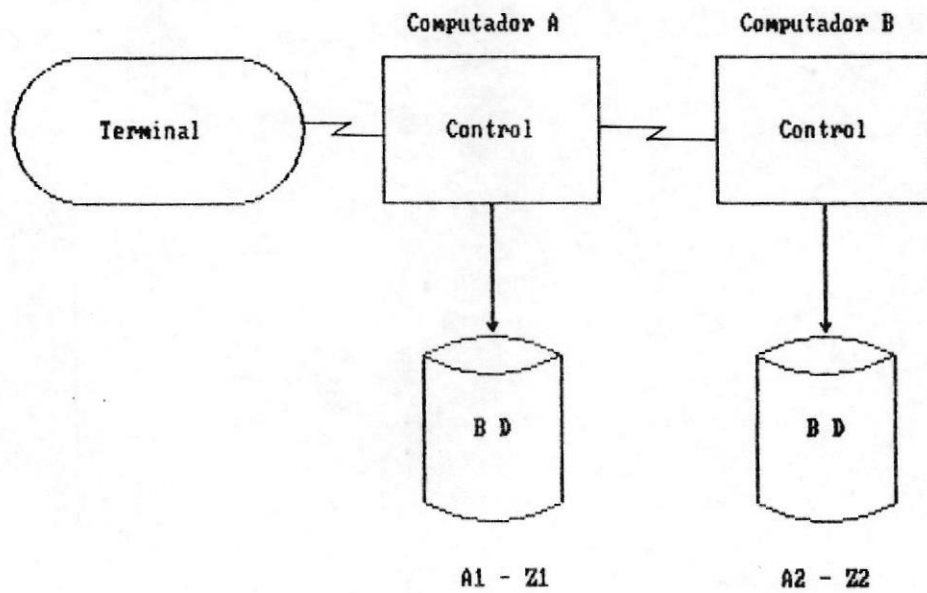 Computador A
Computador B
Terminal
Control
Control
B D
B D
A1 - Z1
A2 - Z2